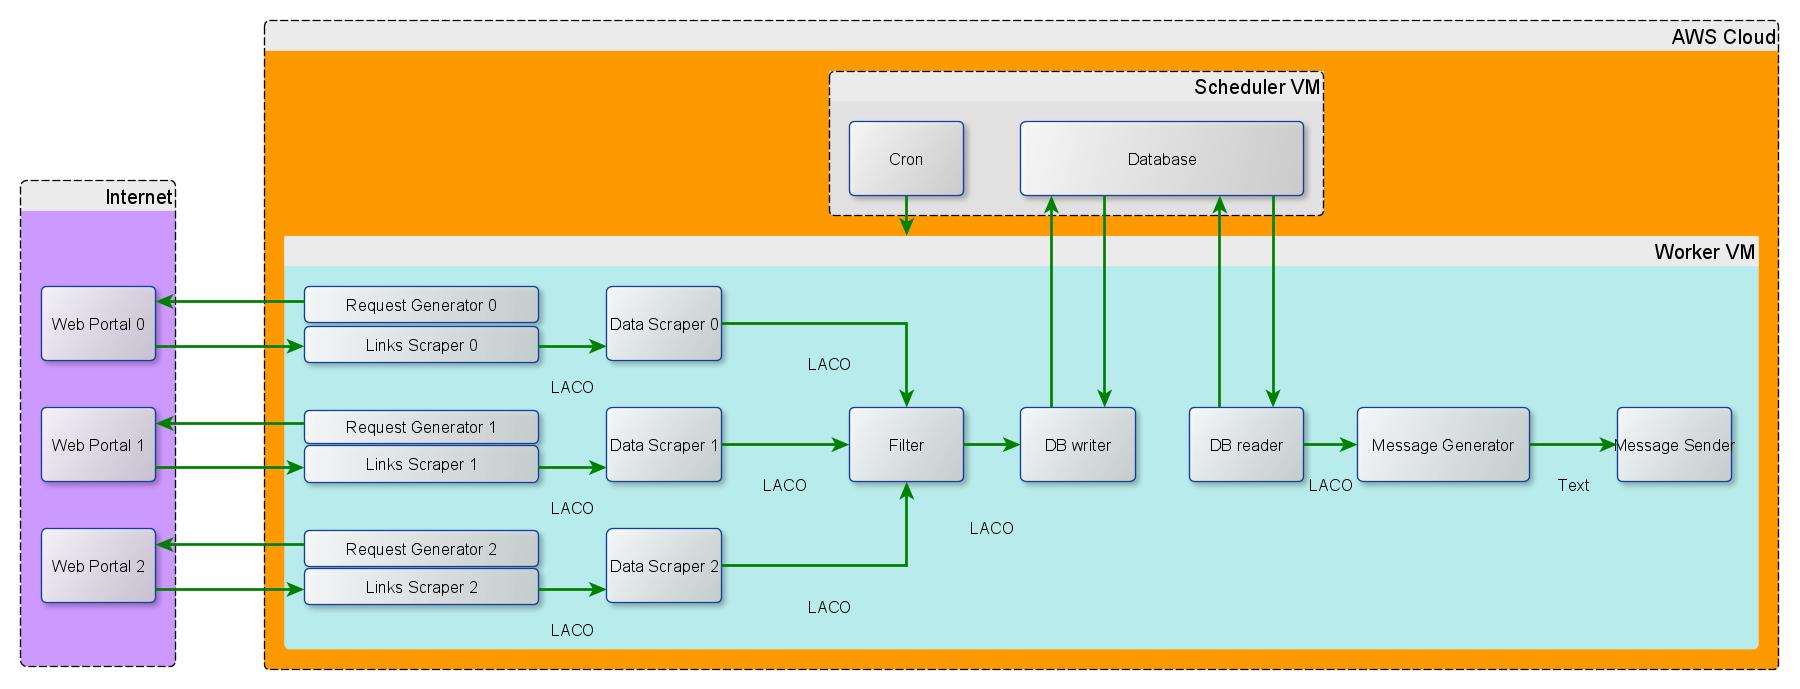 AWS Cloud
Scheduler VM
Cron
Database
Internet
Worker VM
Web Portal 0
Request Generator 0
Links Scraper 0
Data Scraper 0
LACO
LACO
Web Portal 1
Request Generator 1
Links Scraper 1
Data Scraper 1
Filter
DB writer
DB reader
Message Generator
Message Sender
LACO
LACO
LACO
LACO
Text
Web Portal 2
Request Generator 2
Links Scraper 2
Data Scraper 2
LACO
LACO